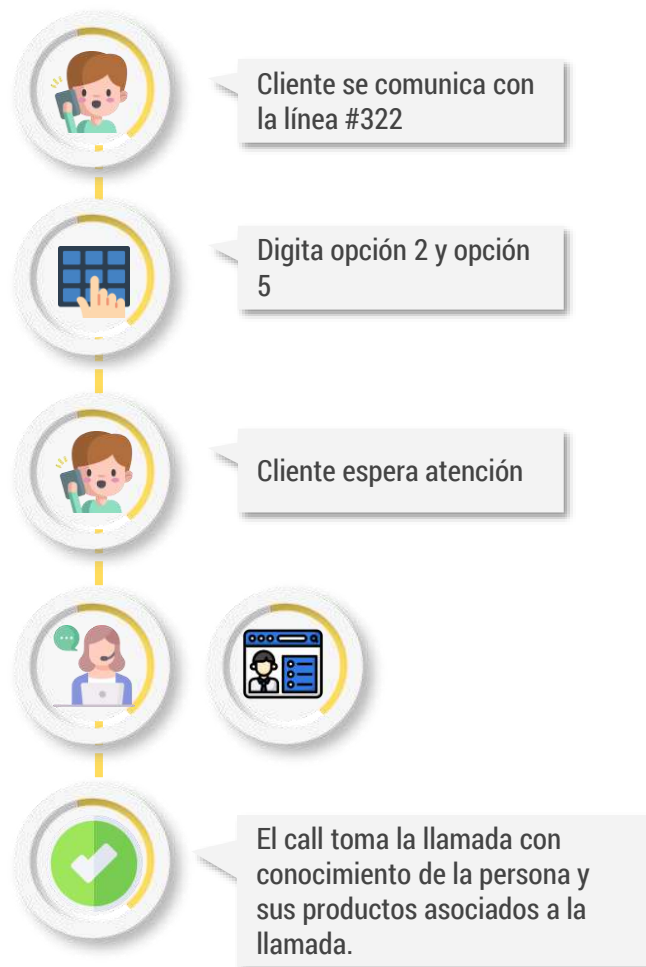 Cliente se comunica con
la línea #322
Digita opción 2 y opción
5
Cliente espera atención
El call toma la llamada con
conocimiento de la persona y
sus productos asociados a la
llamada.